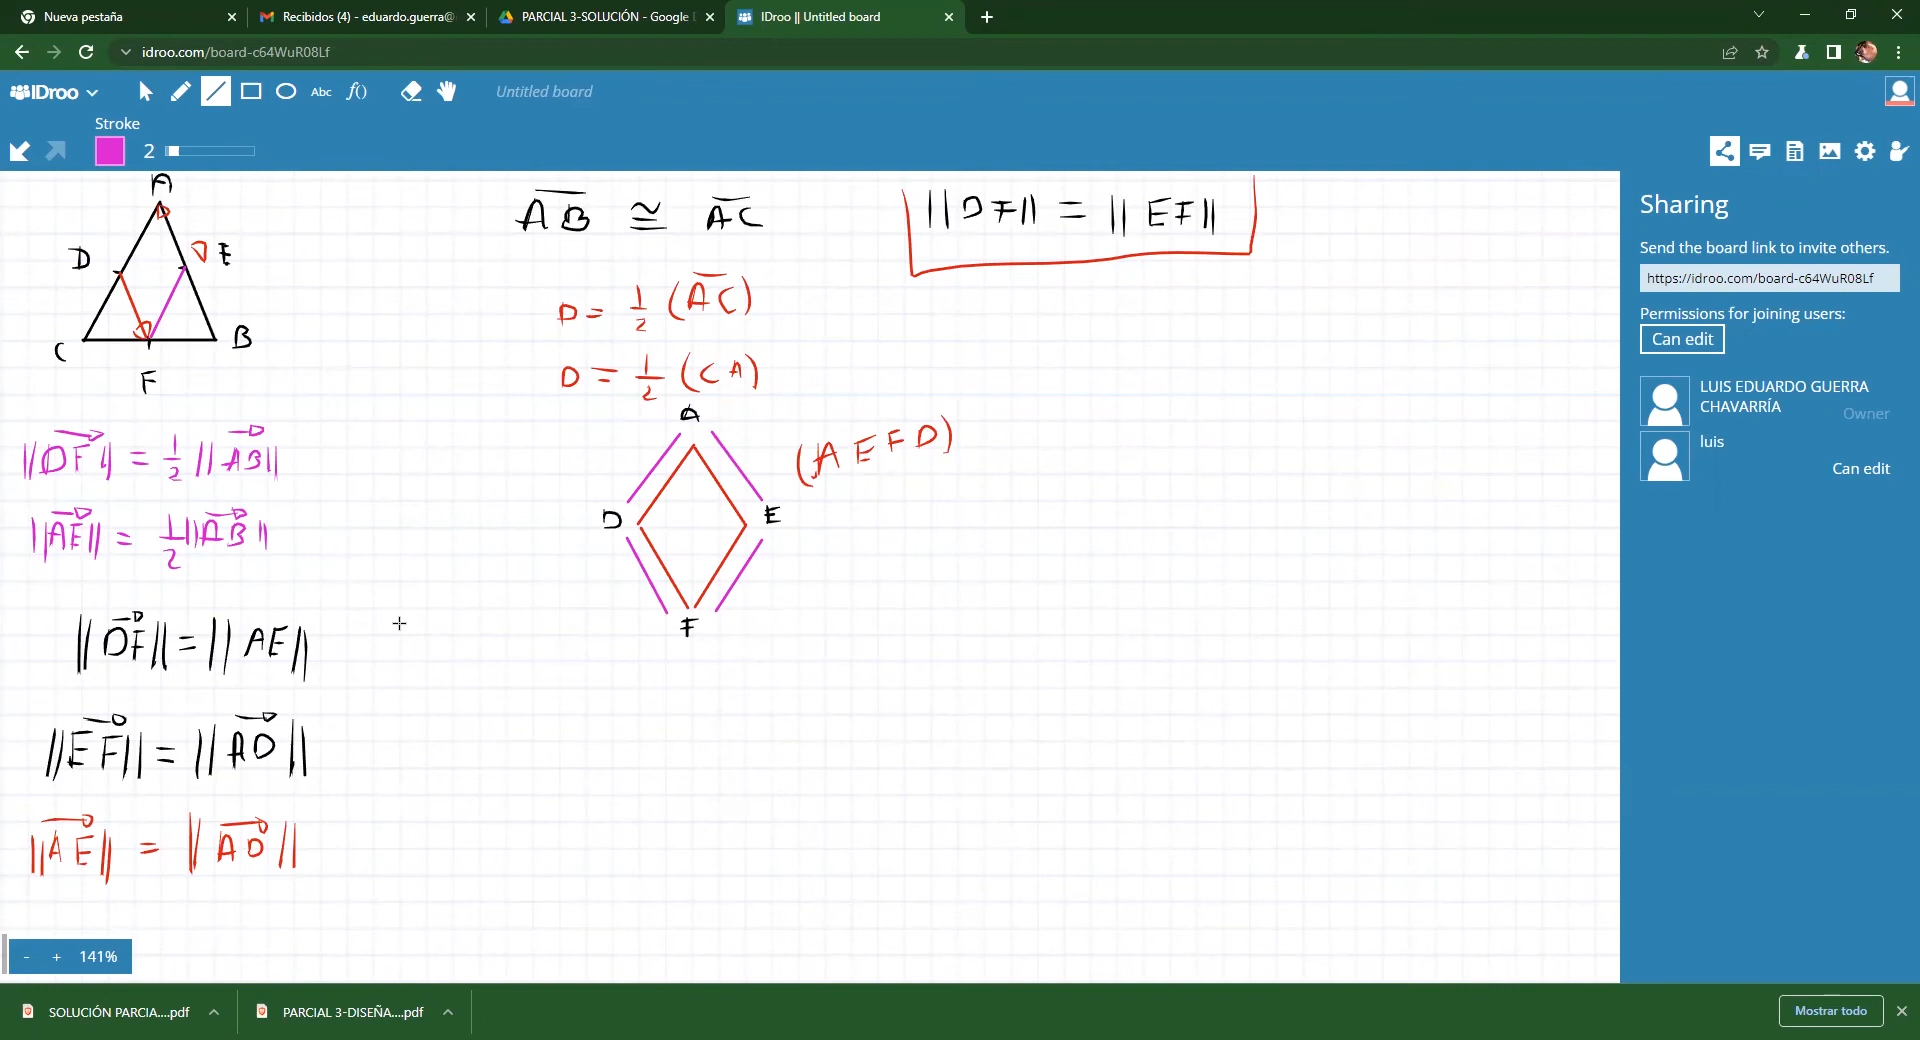 Nueva pestaña
Recibidos (4) - eduardo.guerra@
PARCIAL 3-SOLUCIÓN - Google D
IDroo || Untitled board
idroo.com/board-c64WuR08Lf
IDroo
Abc
f()
Untitled board
Stroke
2
A
D
E
C
B
F
AB ≅ AC
||DF|| = || EF||
D = 1/2 (AC)
D = 1/2 (CA)
||DF|| = 1/2 ||AB||
||AE|| = 1/2 ||AB||
||DF|| = || AE||
||EF|| = ||AD||
||AE|| = ||AD||
A
(A E F D)
D
E
F
Sharing
Send the board link to invite others.
https://idroo.com/board-c64WuR08Lf
Permissions for joining users:
Can edit
LUIS EDUARDO GUERRA
CHAVARRÍA
Owner
luis
Can edit
- + 141%
SOLUCIÓN PARCIA....pdf
PARCIAL 3-DISEÑA....pdf
Mostrar todo